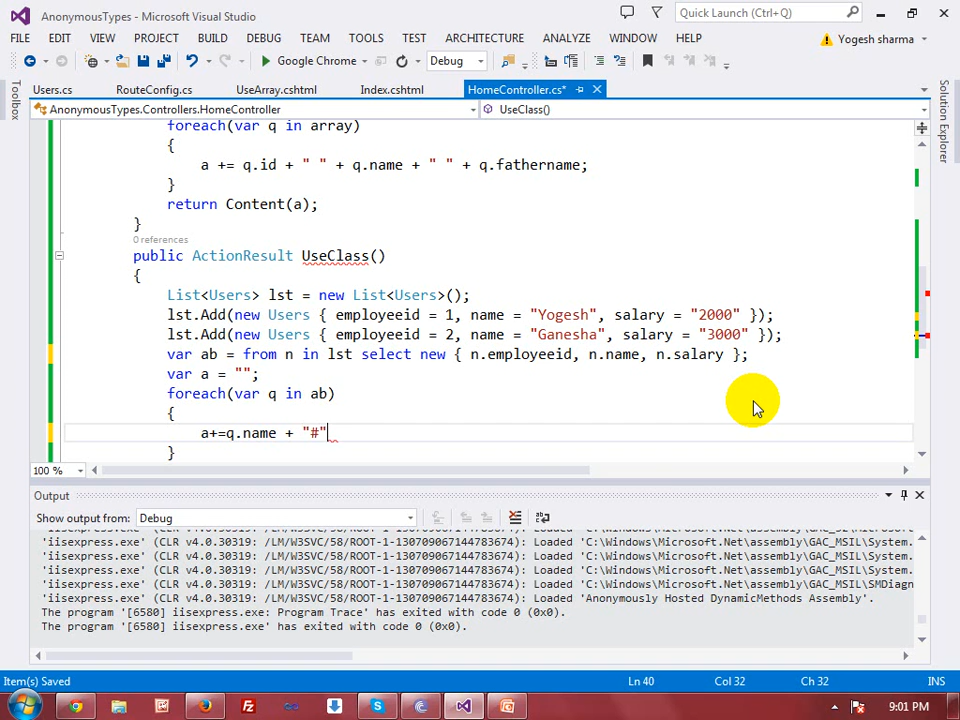 AnonymousTypes - Microsoft Visual Studio
Quick Launch (Ctrl+Q)
FILE EDIT VIEW PROJECT BUILD DEBUG TEAM TOOLS TEST ARCHITECTURE ANALYZE WINDOW HELP
Yogesh sharma
Google Chrome Debug
Toolbox
Users.cs RouteConfig.cs UseArray.cshtml Index.cshtml HomeController.cs*
Solution Explorer
AnonymousTypes.Controllers.HomeController UseClass()
foreach(var q in array)
{
a += q.id + " " + q.name + " " + q.fathername;
}
return Content(a);
}
0 references
public ActionResult UseClass()
{
List<Users> lst = new List<Users>();
lst.Add(new Users { employeeid = 1, name = "Yogesh", salary = "2000" });
lst.Add(new Users { employeeid = 2, name = "Ganesha", salary = "3000" });
var ab = from n in lst select new { n.employeeid, n.name, n.salary };
var a = "";
foreach(var q in ab)
{
a+=q.name + "#"
}
100 %
Output
Show output from: Debug
'iisexpress.exe' (CLR v4.0.30319: /LM/W3SVC/58/ROOT-1-130709067144783674): Loaded 'C:\Windows\Microsoft.Net\assembly\GAC_MSIL\System.
'iisexpress.exe' (CLR v4.0.30319: /LM/W3SVC/58/ROOT-1-130709067144783674): Loaded 'C:\Windows\Microsoft.Net\assembly\GAC_MSIL\System.
'iisexpress.exe' (CLR v4.0.30319: /LM/W3SVC/58/ROOT-1-130709067144783674): Loaded 'C:\Windows\Microsoft.Net\assembly\GAC_MSIL\System.
'iisexpress.exe' (CLR v4.0.30319: /LM/W3SVC/58/ROOT-1-130709067144783674): Loaded 'C:\Windows\Microsoft.Net\assembly\GAC_MSIL\SMDiagn
'iisexpress.exe' (CLR v4.0.30319: /LM/W3SVC/58/ROOT-1-130709067144783674): Loaded 'Anonymously Hosted DynamicMethods Assembly'.
The program '[6580] iisexpress.exe: Program Trace' has exited with code 0 (0x0).
The program '[6580] iisexpress.exe' has exited with code 0 (0x0).
Item(s) Saved Ln 40 Col 32 Ch 32 INS
9:01 PM